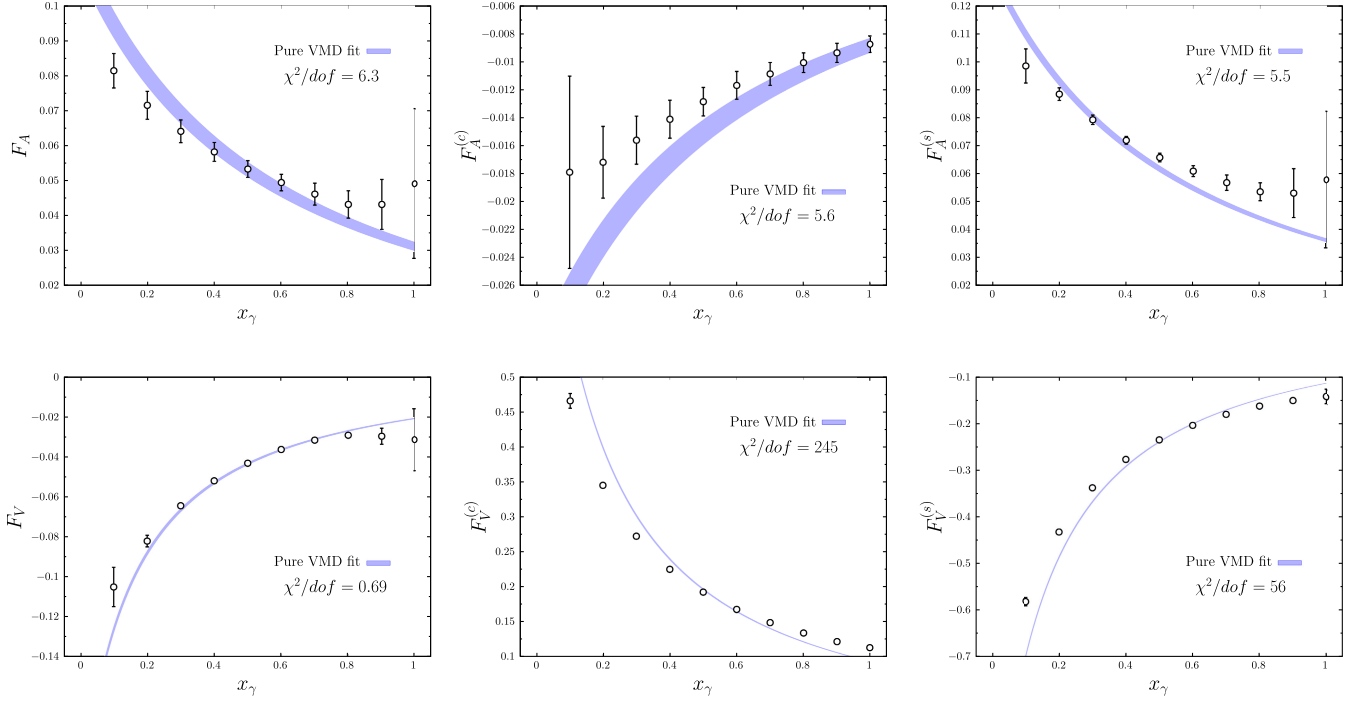 0.1
0.09
0.08
0.07
0.06
0.05
0.04
0.03
0.02
F_A
Pure VMD fit
χ²/dof = 6.3
0 0.2 0.4 0.6 0.8 1
x_γ
−0.006
−0.008
−0.01
−0.012
−0.014
−0.016
−0.018
−0.02
−0.022
−0.024
−0.026
F_A^(c)
Pure VMD fit
χ²/dof = 5.6
0 0.2 0.4 0.6 0.8 1
x_γ
0.12
0.11
0.1
0.09
0.08
0.07
0.06
0.05
0.04
0.03
0.02
F_A^(s)
Pure VMD fit
χ²/dof = 5.5
0 0.2 0.4 0.6 0.8 1
x_γ
0
−0.02
−0.04
−0.06
−0.08
−0.1
−0.12
−0.14
F_V
Pure VMD fit
χ²/dof = 0.69
0 0.2 0.4 0.6 0.8 1
x_γ
0.5
0.45
0.4
0.35
0.3
0.25
0.2
0.15
0.1
F_V^(c)
Pure VMD fit
χ²/dof = 245
0 0.2 0.4 0.6 0.8 1
x_γ
−0.1
−0.2
−0.3
−0.4
−0.5
−0.6
−0.7
F_V^(s)
Pure VMD fit
χ²/dof = 56
0 0.2 0.4 0.6 0.8 1
x_γ